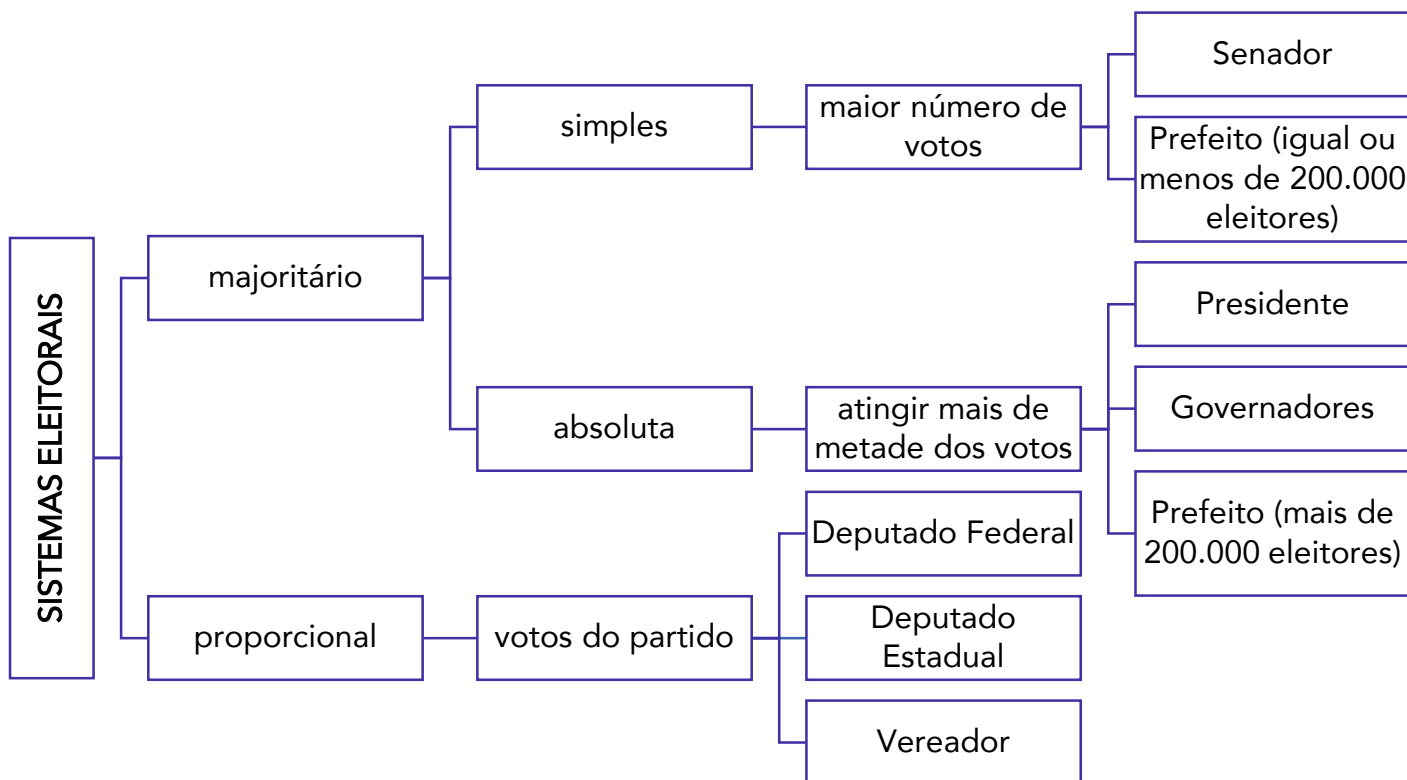 SISTEMAS ELEITORAIS
majoritário
simples
maior número de
votos
Senador
Prefeito (igual ou
menos de 200.000
eleitores)
absoluta
atingir mais de
metade dos votos
Presidente
Governadores
Prefeito (mais de
200.000 eleitores)
proporcional
votos do partido
Deputado Federal
Deputado
Estadual
Vereador